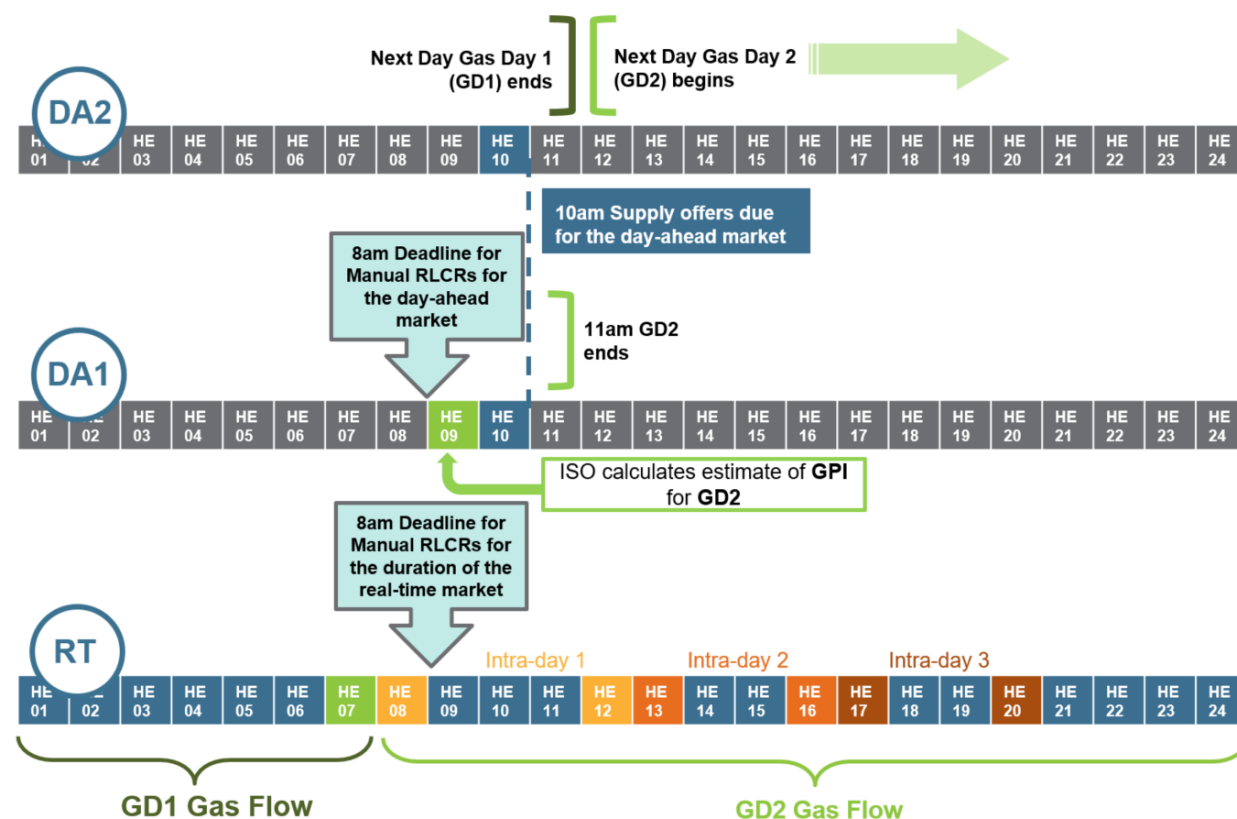 Next Day Gas Day 1
(GD1) ends
Next Day Gas Day 2
(GD2) begins
DA2
HE HE HE HE HE HE HE HE HE HE HE HE HE HE HE HE HE HE HE HE HE HE HE
01 02 03 04 05 06 07 08 09 10 11 12 13 14 15 16 17 18 19 20 21 22 23 24
10am Supply offers due
for the day-ahead market
8am Deadline for
Manual RLCRs for
the day-ahead
market
11am GD2
ends
DA1
HE HE HE HE HE HE HE HE HE HE HE HE HE HE HE HE HE HE HE HE HE HE HE
01 02 03 04 05 06 07 08 09 10 11 12 13 14 15 16 17 18 19 20 21 22 23 24
ISO calculates estimate of GPI
for GD2
8am Deadline for
Manual RLCRs for
the duration of the
real-time market
RT
Intra-day 1 Intra-day 2 Intra-day 3
HE HE HE HE HE HE HE HE HE HE HE HE HE HE HE HE HE HE HE HE HE HE HE
01 02 03 04 05 06 07 08 09 10 11 12 13 14 15 16 17 18 19 20 21 22 23 24
GD1 Gas Flow
GD2 Gas Flow